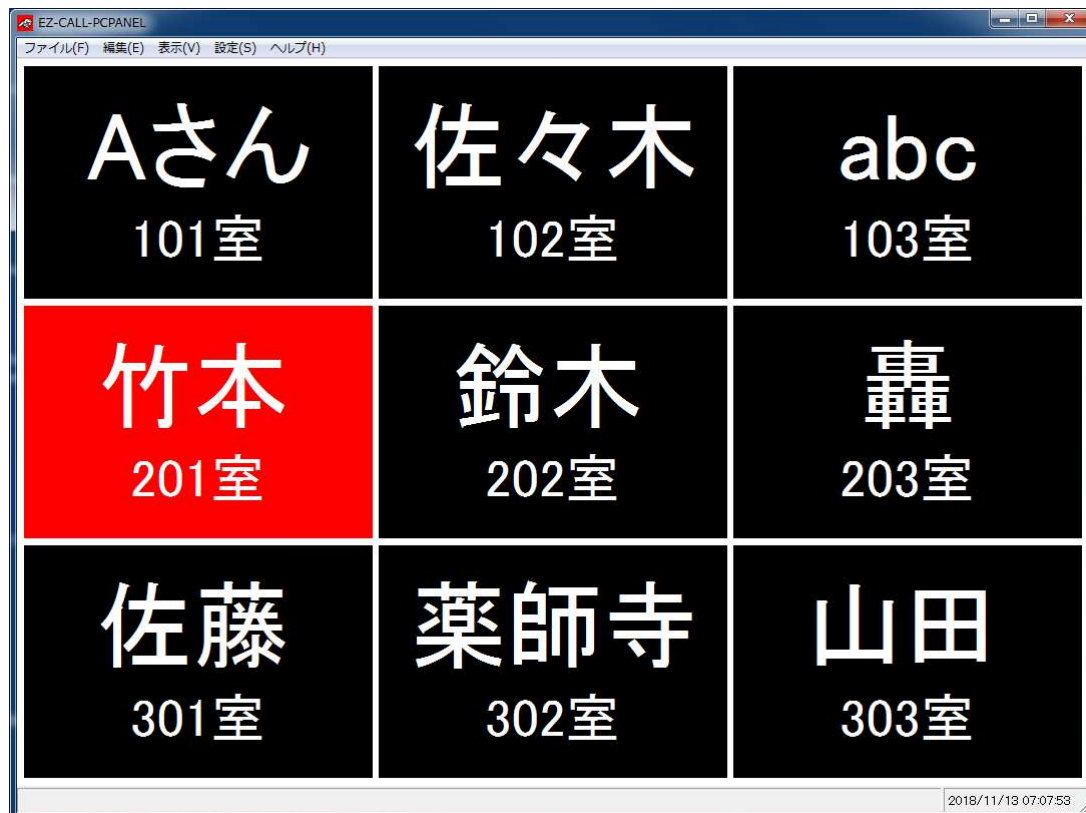 EZ-CALL-PCPANEL
ファイル(F) 編集(E) 表示(V) 設定(S) ヘルプ(H)
Aさん 佐々木 abc
101室 102室 103室
竹本 鈴木 轟
201室 202室 203室
佐藤 薬師寺 山田
301室 302室 303室
2018/11/13 07:07:53